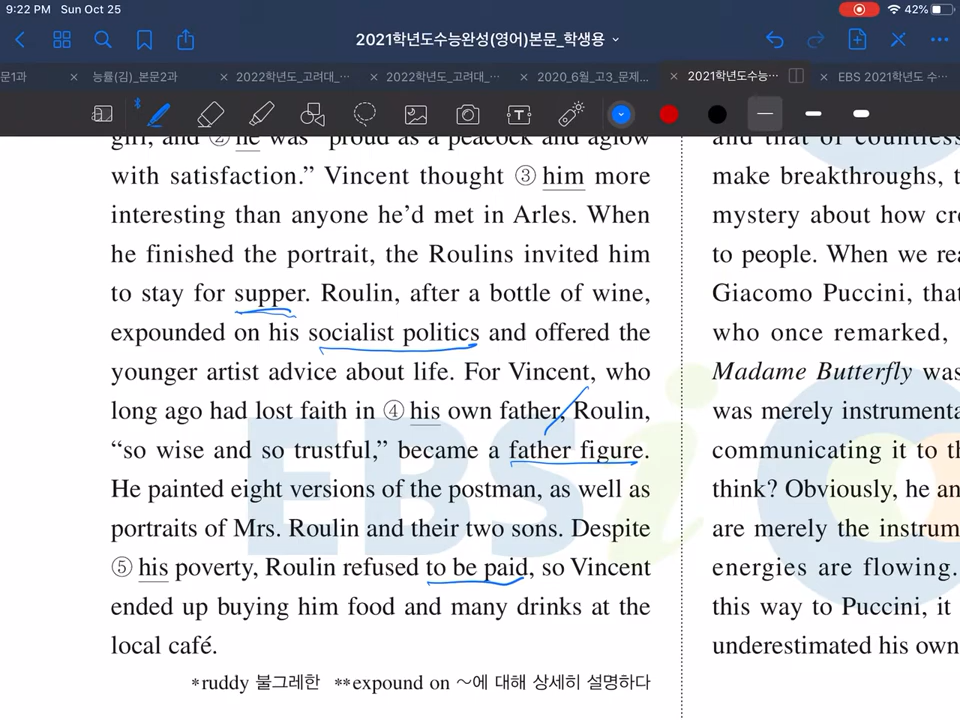 9:22 PM Sun Oct 25 42%
2021학년도수능완성(영어)본문_학생용
문1과 × 능률(김)_본문2과 × 2022학년도_고려대_... × 2022학년도_고려대_... × 2020_6월_고3_문제... × 2021학년도수능... × EBS 2021학년도 수...
girl, and ② he was “proud as a peacock and aglow
with satisfaction.” Vincent thought ③ him more
interesting than anyone he’d met in Arles. When
he finished the portrait, the Roulins invited him
to stay for supper. Roulin, after a bottle of wine,
expounded on his socialist politics and offered the
younger artist advice about life. For Vincent, who
long ago had lost faith in ④ his own father, Roulin,
“so wise and so trustful,” became a father figure.
He painted eight versions of the postman, as well as
portraits of Mrs. Roulin and their two sons. Despite
⑤ his poverty, Roulin refused to be paid, so Vincent
ended up buying him food and many drinks at the
local café.
*ruddy 불그레한 **expound on ～에 대해 상세히 설명하다
and that of countless
make breakthroughs, t
mystery about how cre
to people. When we rea
Giacomo Puccini, that
who once remarked,
Madame Butterfly was
was merely instrumenta
communicating it to th
think? Obviously, he an
are merely the instrum
energies are flowing.
this way to Puccini, it
underestimated his own
EBSi